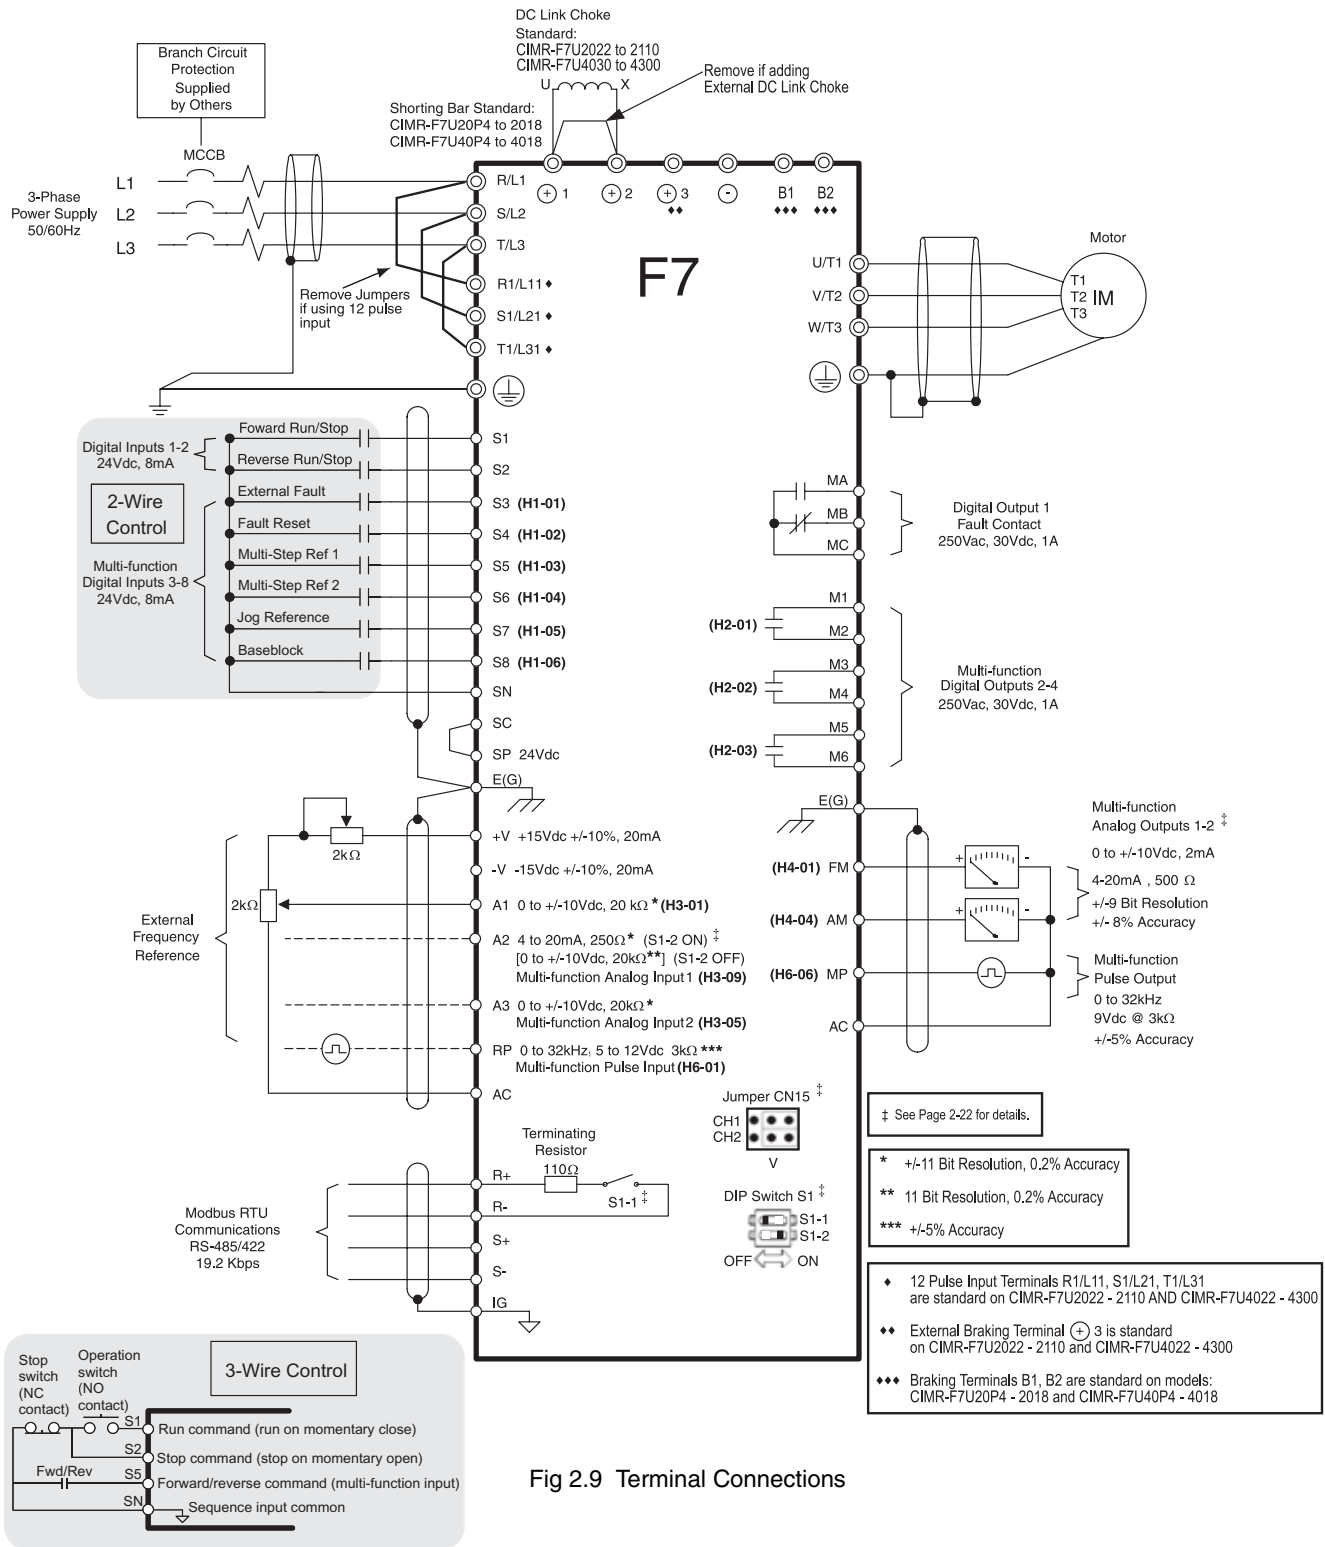 DC Link Choke
Standard:
CIMR-F7U2022 to 2110
CIMR-F7U4030 to 4300
U X
Remove if adding
External DC Link Choke
Branch Circuit
Protection
Supplied
by Others
Shorting Bar Standard:
CIMR-F7U20P4 to 2018
CIMR-F7U40P4 to 4018
MCCB
3-Phase
Power Supply
50/60Hz
L1
L2
L3
Remove Jumpers
if using 12 pulse
input
R/L1
S/L2
T/L3
R1/L11 ♦
S1/L21 ♦
T1/L31 ♦
+ 1
+ 2
+ 3
♦♦
-
B1
♦♦♦
B2
♦♦♦
F7
U/T1
V/T2
W/T3
Motor
T1
T2
T3
IM
Digital Inputs 1-2
24Vdc, 8mA
2-Wire
Control
Multi-function
Digital Inputs 3-8
24Vdc, 8mA
Foward Run/Stop
Reverse Run/Stop
External Fault
Fault Reset
Multi-Step Ref 1
Multi-Step Ref 2
Jog Reference
Baseblock
S1
S2
S3 (H1-01)
S4 (H1-02)
S5 (H1-03)
S6 (H1-04)
S7 (H1-05)
S8 (H1-06)
SN
SC
SP 24Vdc
E(G)
MA
MB
MC
Digital Output 1
Fault Contact
250Vac, 30Vdc, 1A
(H2-01)
M1
M2
(H2-02)
M3
M4
(H2-03)
M5
M6
Multi-function
Digital Outputs 2-4
250Vac, 30Vdc, 1A
External
Frequency
Reference
2kΩ
2kΩ
+V +15Vdc +/-10%, 20mA
-V -15Vdc +/-10%, 20mA
A1 0 to +/-10Vdc, 20 kΩ * (H3-01)
A2 4 to 20mA, 250Ω* (S1-2 ON) ‡
[0 to +/-10Vdc, 20kΩ**] (S1-2 OFF)
Multi-function Analog Input1 (H3-09)
A3 0 to +/-10Vdc, 20kΩ *
Multi-function Analog Input2 (H3-05)
RP 0 to 32kHz, 5 to 12Vdc 3kΩ ***
Multi-function Pulse Input (H6-01)
AC
E(G)
(H4-01) FM
+ -
(H4-04) AM
+ -
(H6-06) MP
AC
Multi-function
Analog Outputs 1-2 ‡
0 to +/-10Vdc, 2mA
4-20mA , 500 Ω
+/-9 Bit Resolution
+/- 8% Accuracy
Multi-function
Pulse Output
0 to 32kHz
9Vdc @ 3kΩ
+/-5% Accuracy
Modbus RTU
Communications
RS-485/422
19.2 Kbps
R+
R-
S+
S-
IG
Terminating
Resistor
110Ω
S1-1 ‡
Jumper CN15 ‡
CH1
CH2
V
DIP Switch S1 ‡
S1-1
S1-2
OFF ON
‡ See Page 2-22 for details.
* +/-11 Bit Resolution, 0.2% Accuracy
** 11 Bit Resolution, 0.2% Accuracy
*** +/-5% Accuracy
♦ 12 Pulse Input Terminals R1/L11, S1/L21, T1/L31
are standard on CIMR-F7U2022 - 2110 AND CIMR-F7U4022 - 4300
♦♦ External Braking Terminal + 3 is standard
on CIMR-F7U2022 - 2110 and CIMR-F7U4022 - 4300
♦♦♦ Braking Terminals B1, B2 are standard on models:
CIMR-F7U20P4 - 2018 and CIMR-F7U40P4 - 4018
3-Wire Control
Stop
switch
(NC
contact)
Operation
switch
(NO
contact)
Fwd/Rev
S1 Run command (run on momentary close)
S2 Stop command (stop on momentary open)
S5 Forward/reverse command (multi-function input)
SN Sequence input common
Fig 2.9 Terminal Connections